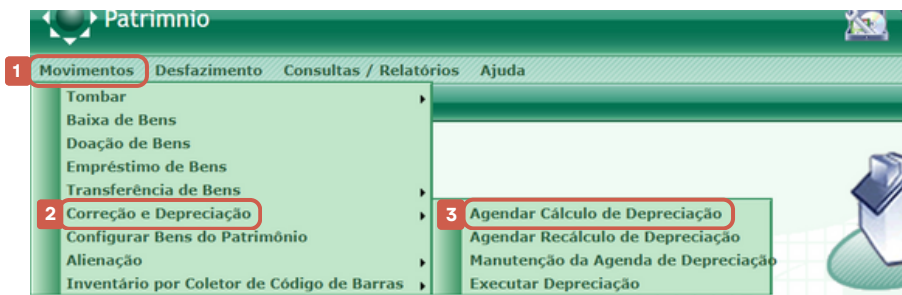 Patrimnio
1 Movimentos Desfazimento Consultas / Relatórios Ajuda
Tombar
Baixa de Bens
Doação de Bens
Empréstimo de Bens
Transferência de Bens
2 Correção e Depreciação
Configurar Bens do Patrimônio
Alienação
Inventário por Coletor de Código de Barras
3 Agendar Cálculo de Depreciação
Agendar Recálculo de Depreciação
Manutenção da Agenda de Depreciação
Executar Depreciação